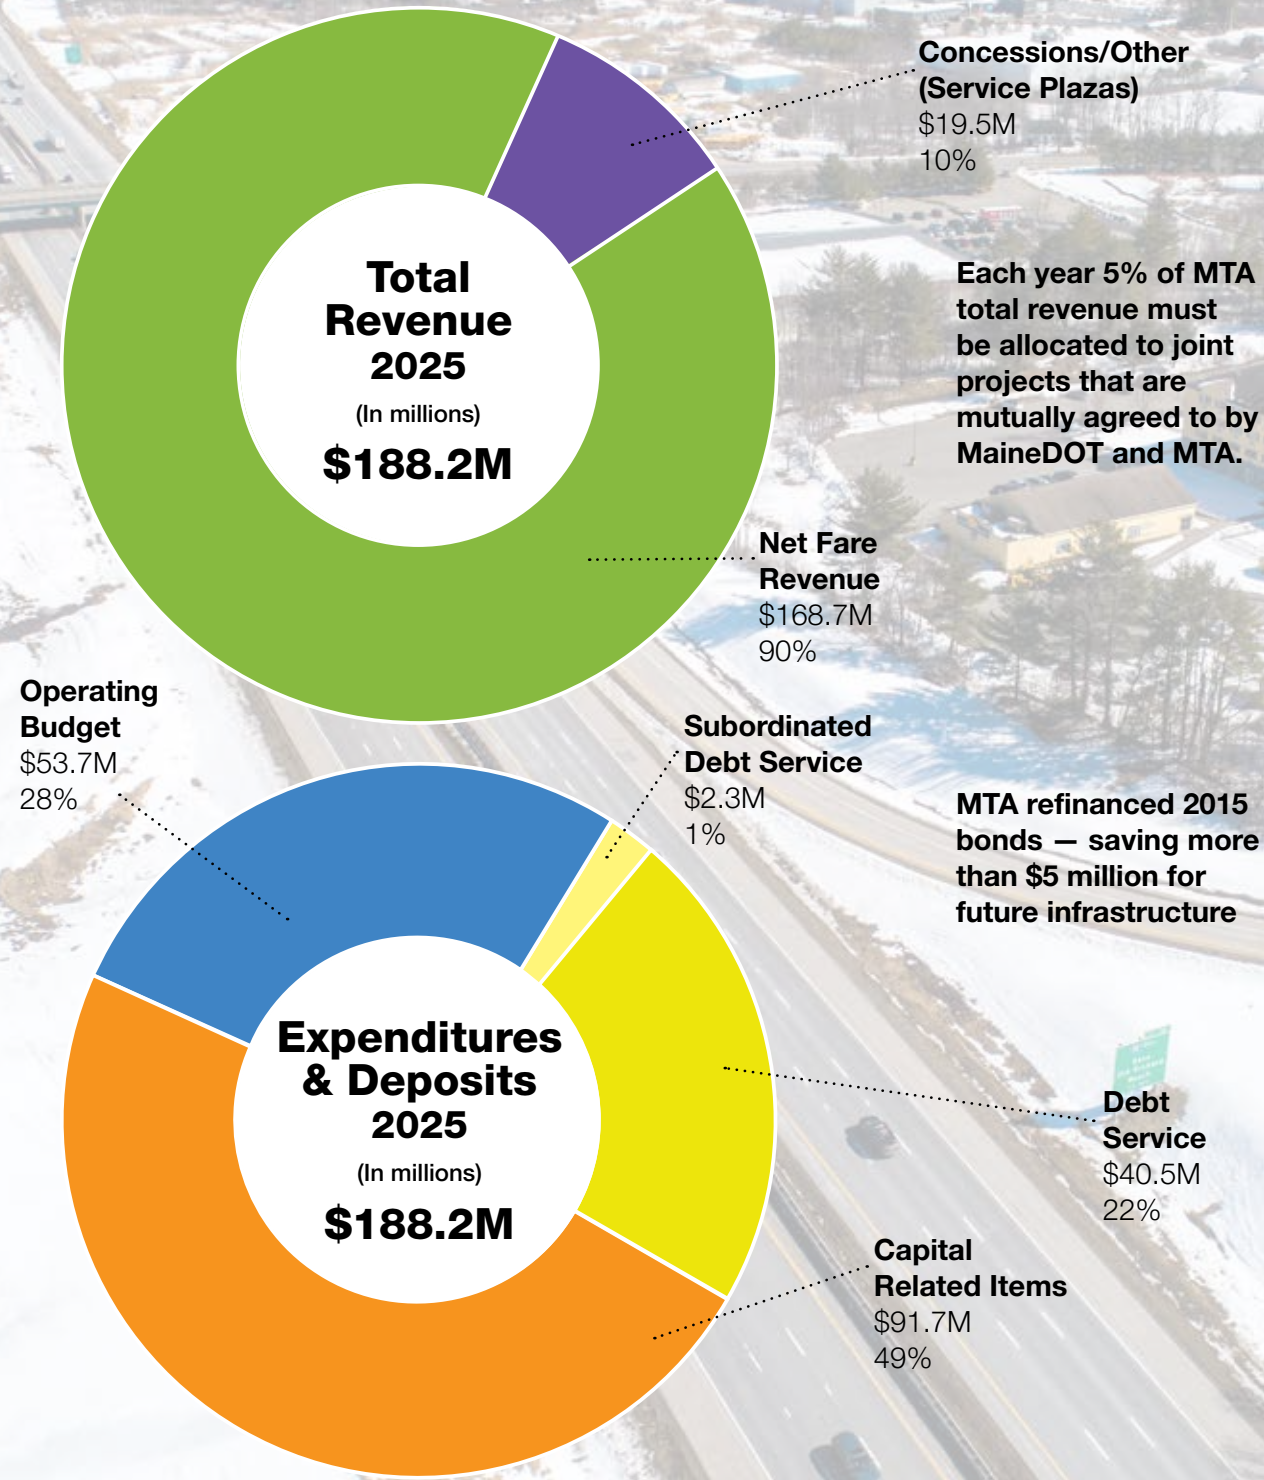 Concessions/Other
(Service Plazas)
$19.5M
10%
Total
Revenue
2025
(In millions)
$188.2M
Each year 5% of MTA
total revenue must
be allocated to joint
projects that are
mutually agreed to by
MaineDOT and MTA.
Net Fare
Revenue
$168.7M
90%
Operating
Budget
$53.7M
28%
Subordinated
Debt Service
$2.3M
1%
MTA refinanced 2015
bonds — saving more
than $5 million for
future infrastructure
Expenditures
& Deposits
2025
(In millions)
$188.2M
Debt
Service
$40.5M
22%
Capital
Related Items
$91.7M
49%